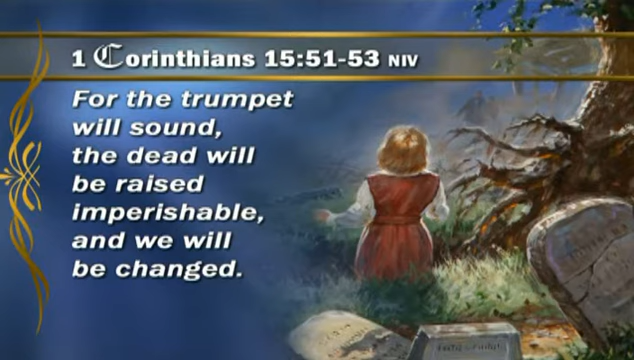 1 Corinthians 15:51-53 NIV
For the trumpet
will sound,
the dead will
be raised
imperishable,
and we will
be changed.